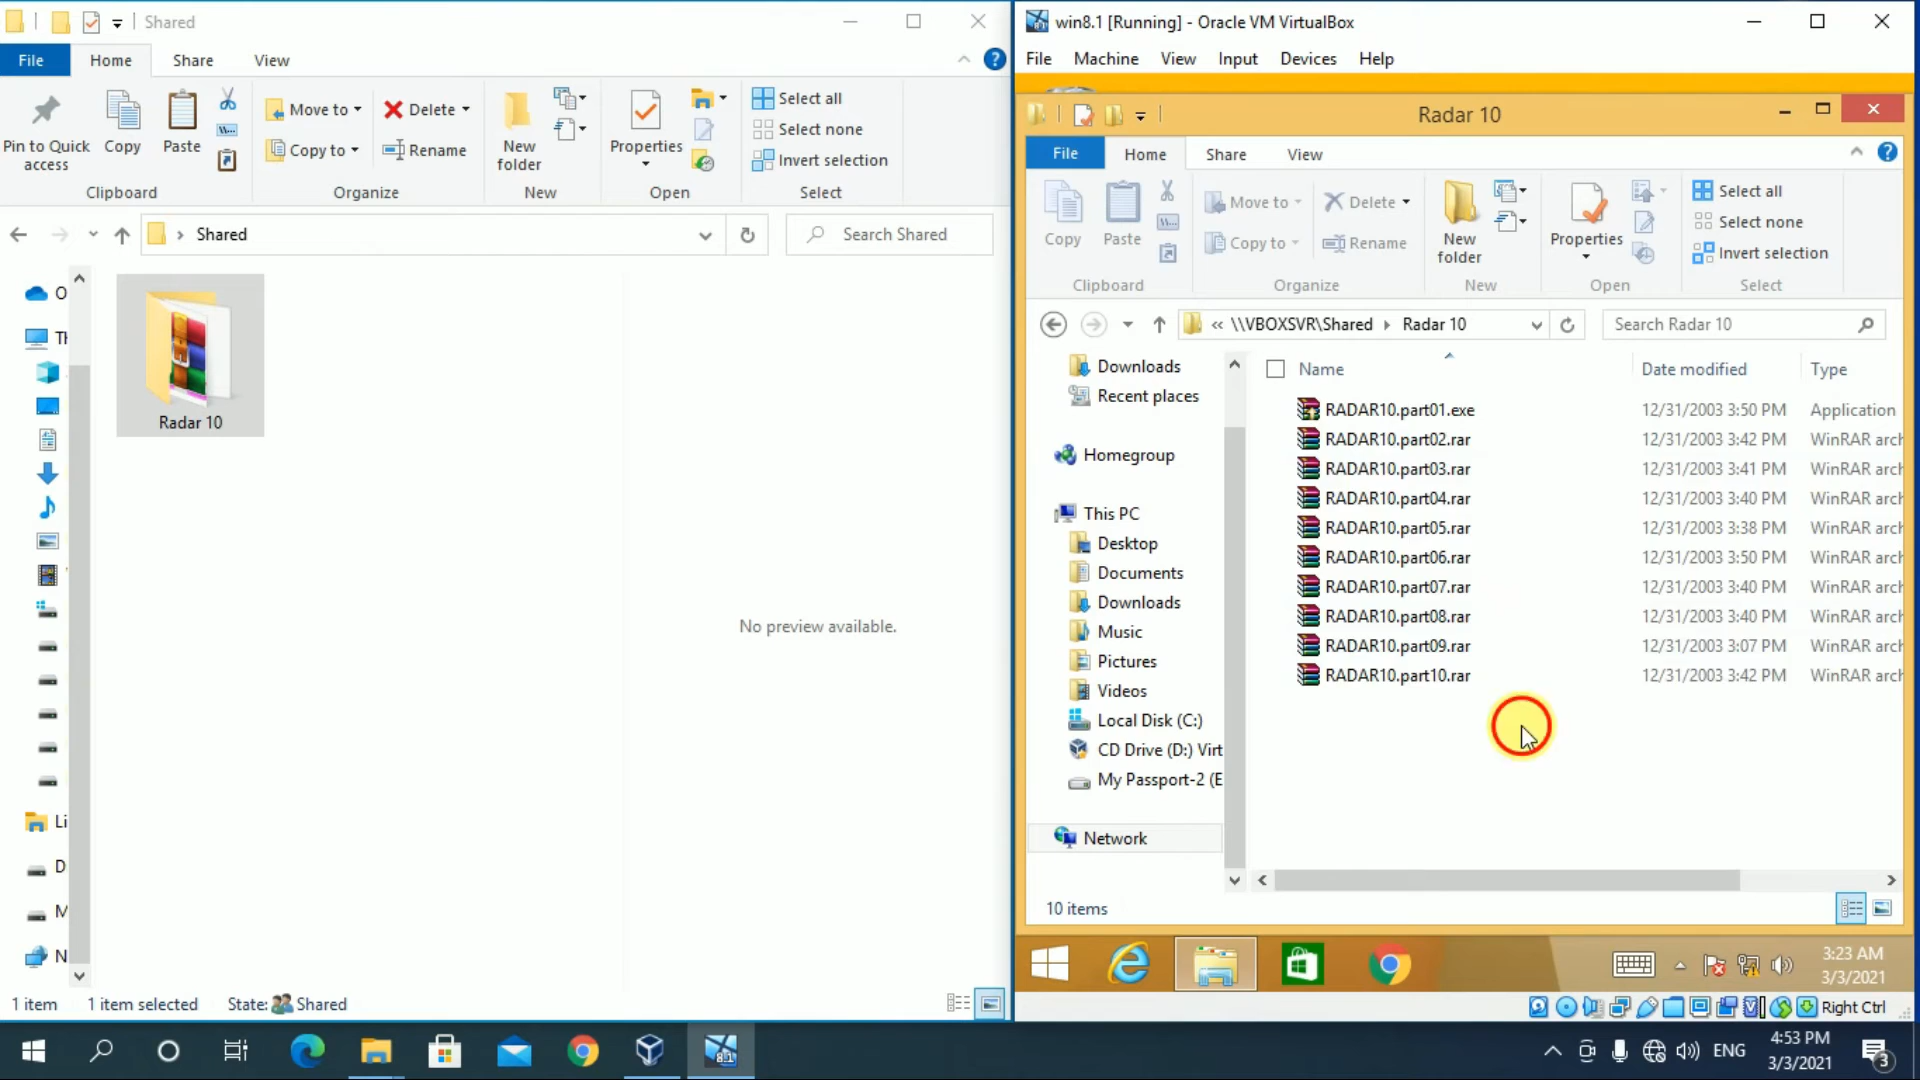 Shared
File
Home
Share
View
Pin to Quick
access
Copy
Paste
Move to
Copy to
Delete
Rename
New
folder
Properties
Select all
Select none
Invert selection
Clipboard
Organize
New
Open
Select
Shared
Search Shared
O
Th
Li
D
M
N
Radar 10
No preview available.
1 item
1 item selected
State:
Shared
win8.1 [Running] - Oracle VM VirtualBox
File
Machine
View
Input
Devices
Help
Radar 10
File
Home
Share
View
Copy
Paste
Move to
Copy to
Delete
Rename
New
folder
Properties
Select all
Select none
Invert selection
Clipboard
Organize
New
Open
Select
« \\VBOXSVR\Shared
Radar 10
Search Radar 10
Downloads
Recent places
Homegroup
This PC
Desktop
Documents
Downloads
Music
Pictures
Videos
Local Disk (C:)
CD Drive (D:) Virt
My Passport-2 (E
Network
Name Date modified Type
RADAR10.part01.exe 12/31/2003 3:50 PM Application
RADAR10.part02.rar 12/31/2003 3:42 PM WinRAR arch
RADAR10.part03.rar 12/31/2003 3:41 PM WinRAR arch
RADAR10.part04.rar 12/31/2003 3:40 PM WinRAR arch
RADAR10.part05.rar 12/31/2003 3:38 PM WinRAR arch
RADAR10.part06.rar 12/31/2003 3:50 PM WinRAR arch
RADAR10.part07.rar 12/31/2003 3:40 PM WinRAR arch
RADAR10.part08.rar 12/31/2003 3:40 PM WinRAR arch
RADAR10.part09.rar 12/31/2003 3:07 PM WinRAR arch
RADAR10.part10.rar 12/31/2003 3:42 PM WinRAR arch
10 items
3:23 AM
3/3/2021
Right Ctrl
8.1
ENG
4:53 PM
3/3/2021
3